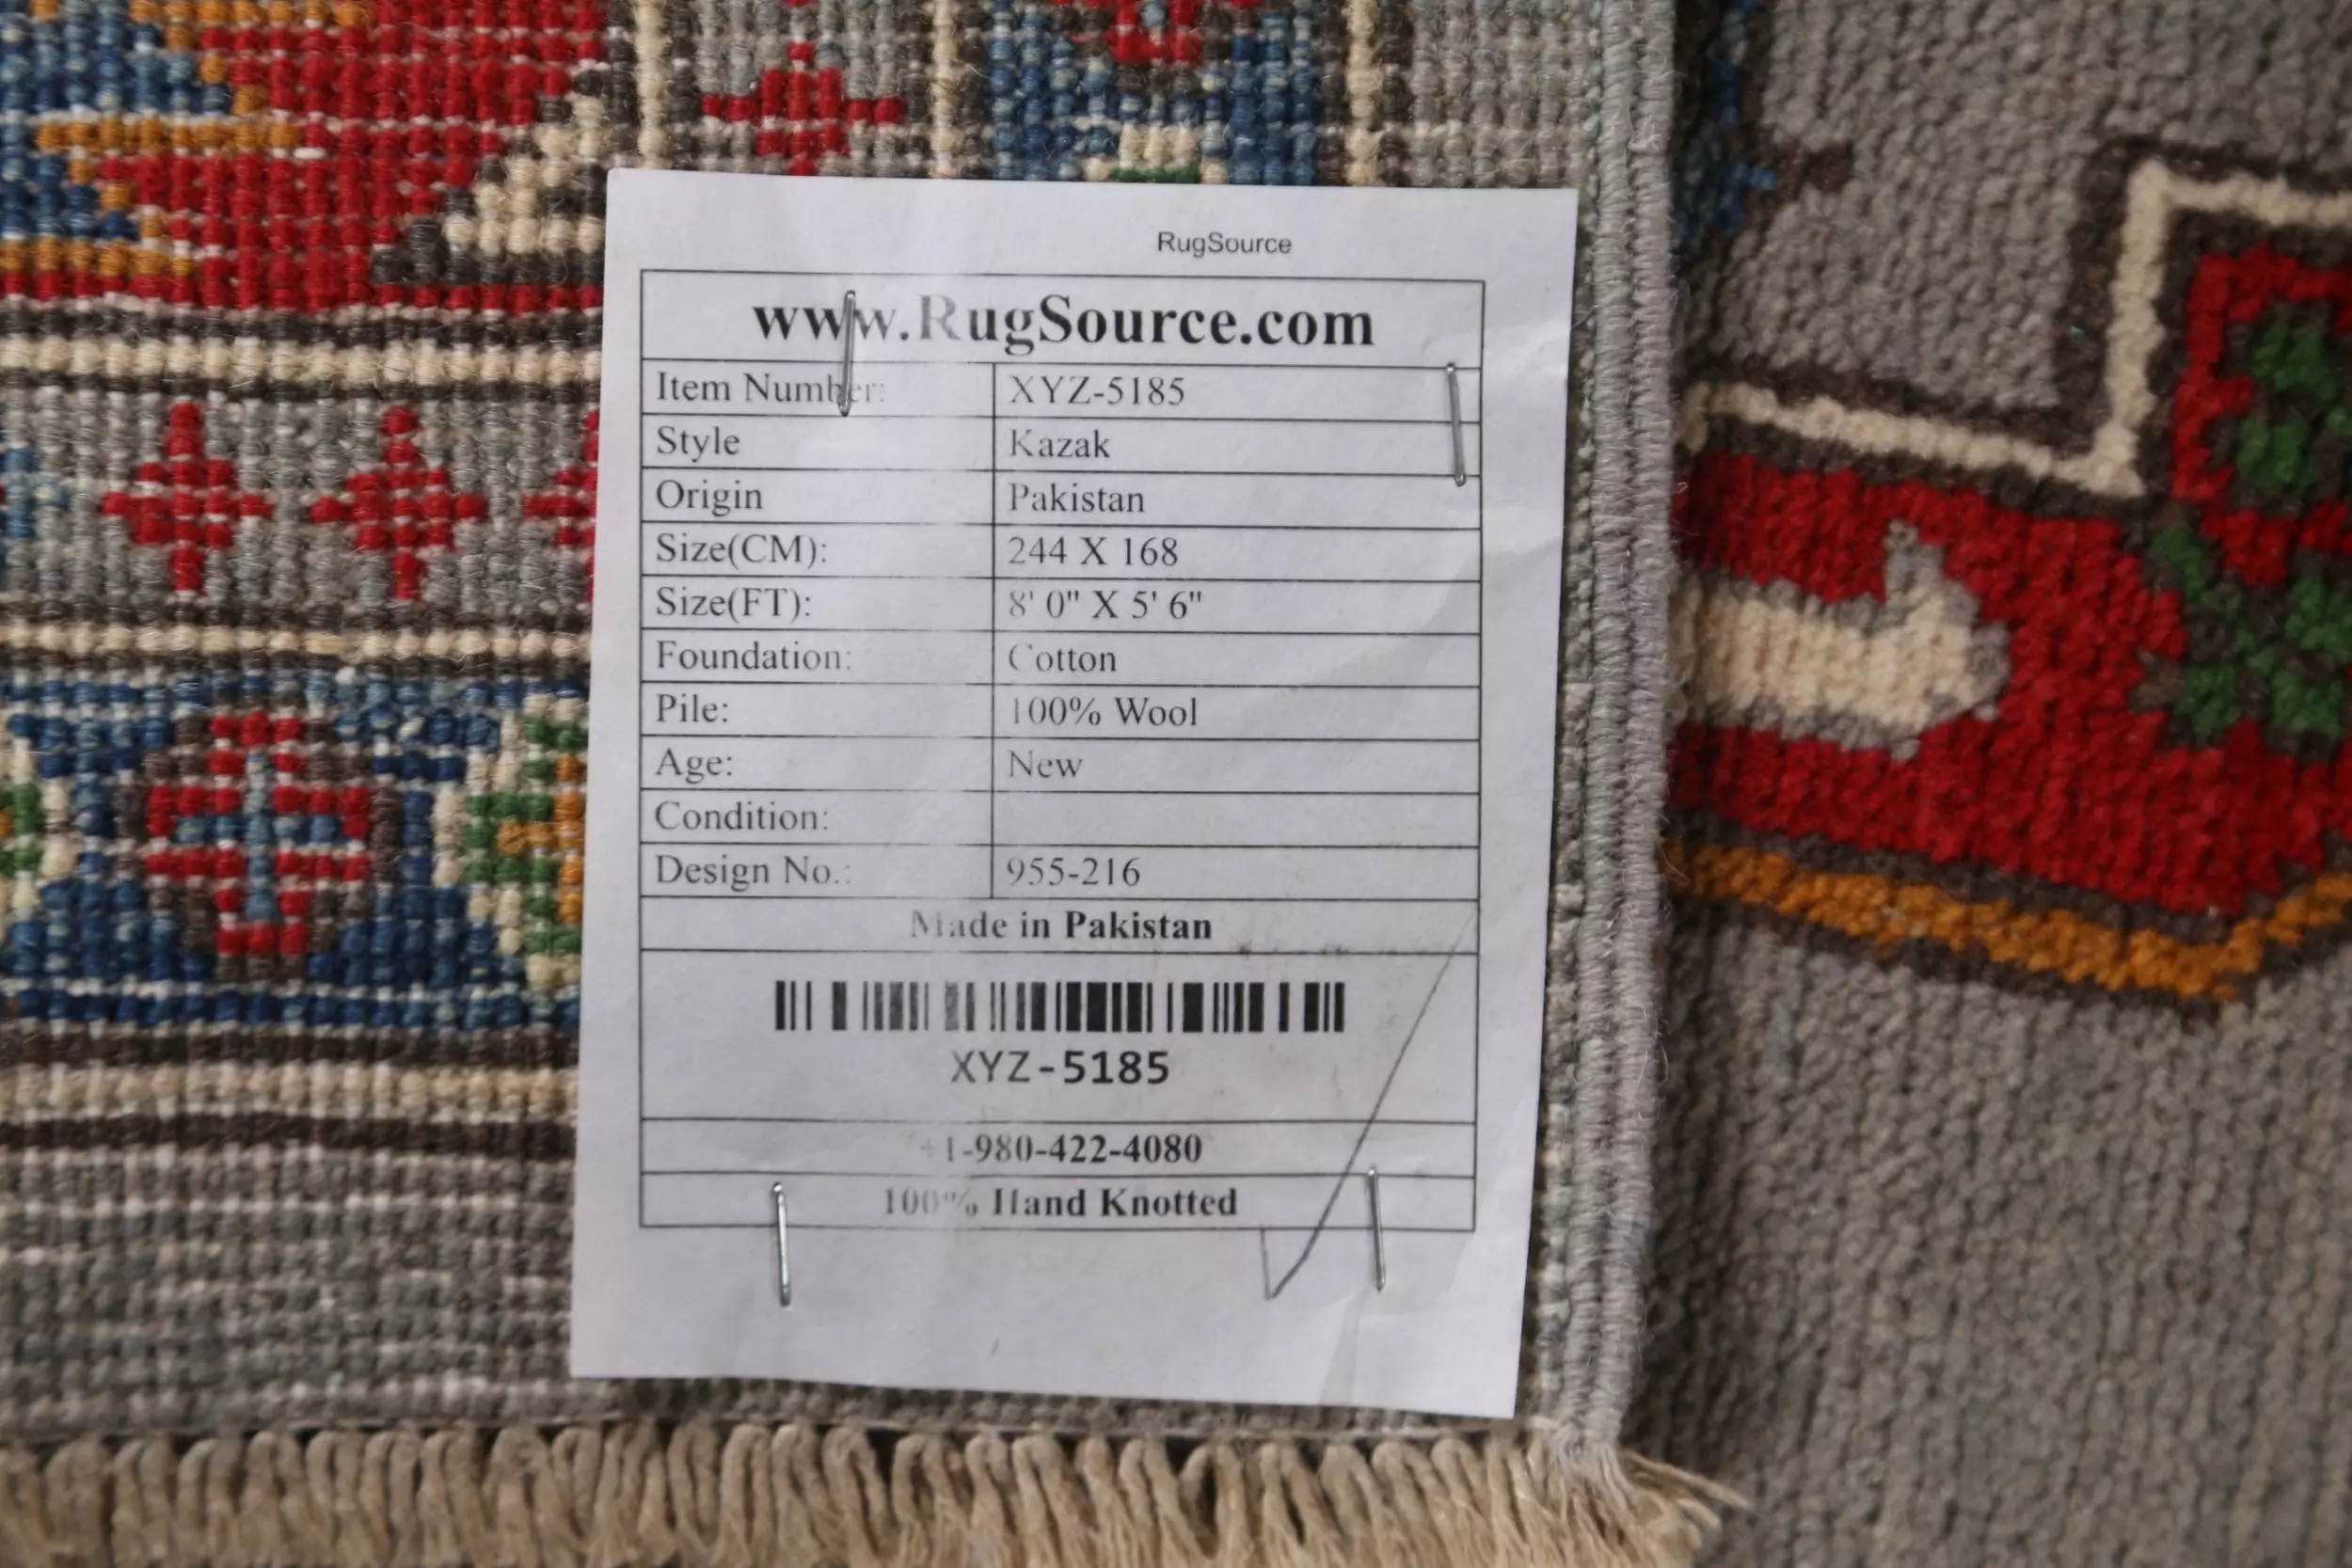 RugSource
www.RugSource.com
Item Number: XYZ-5185
Style Kazak
Origin Pakistan
Size(CM): 244 X 168
Size(FT): 8' 0" X 5' 6"
Foundation: Cotton
Pile: 100% Wool
Age: New
Condition:
Design No.: 955-216
Made in Pakistan
XYZ-5185
+1-980-422-4080
100% Hand Knotted